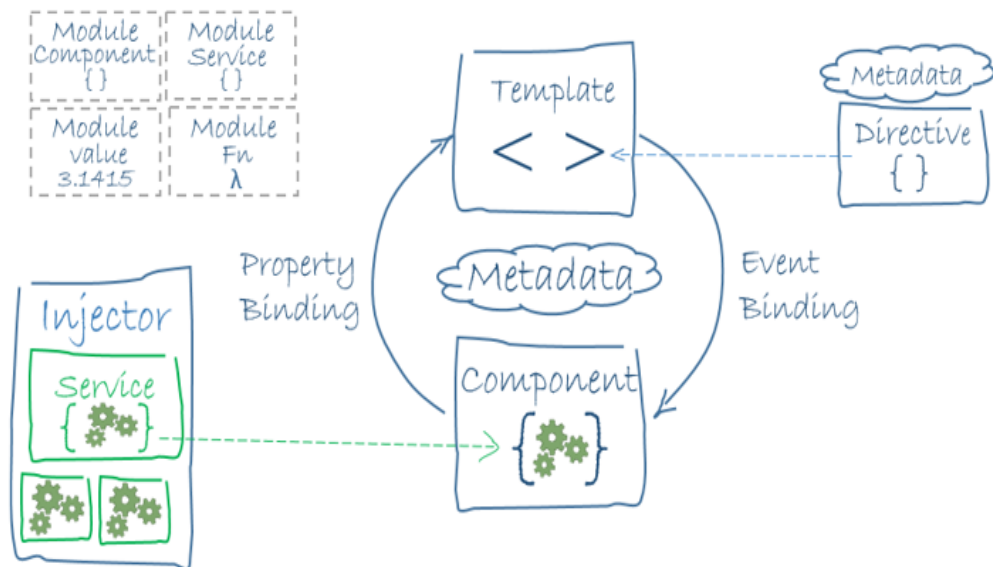 Module
Component
{ }
Module
Service
{ }
Module
value
3.1415
Module
Fn
λ
Template
< >
Metadata
Directive
{ }
Property
Binding
Metadata
Event
Binding
Injector
Service
{ }
Component
{ }